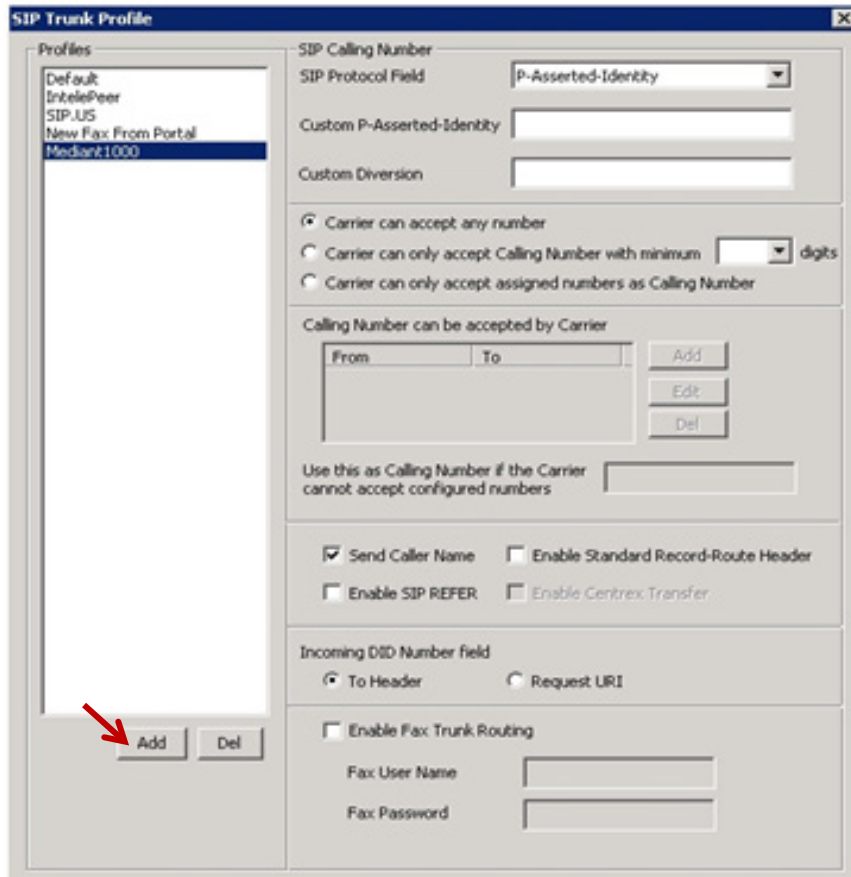 SIP Trunk Profile
Profiles
Default
IntelePeer
SIP.US
New Fax From Portal
Mediant1000
Add
Del
SIP Calling Number
SIP Protocol Field
P-Asserted-Identity
Custom P-Asserted-Identity
Custom Diversion
Carrier can accept any number
Carrier can only accept Calling Number with minimum digits
Carrier can only accept assigned numbers as Calling Number
Calling Number can be accepted by Carrier
From To
Add
Edit
Del
Use this as Calling Number if the Carrier
cannot accept configured numbers
Send Caller Name Enable Standard Record-Route Header
Enable SIP REFER Enable Centrex Transfer
Incoming DID Number field
To Header Request URI
Enable Fax Trunk Routing
Fax User Name
Fax Password